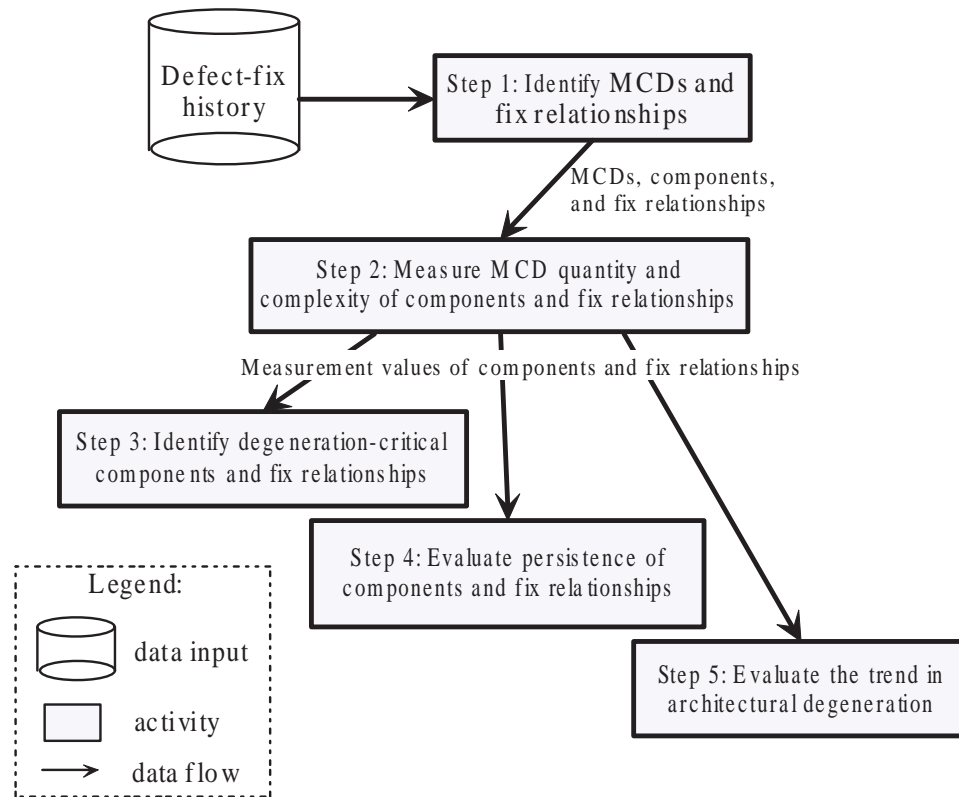 Defect-fix
history
Step 1: Identify MCDs and
fix relationships
MCDs, components,
and fix relationships
Step 2: Measure MCD quantity and
complexity of components and fix relationships
Measurement values of components and fix relationships
Step 3: Identify degeneration-critical
components and fix relationships
Step 4: Evaluate persistence of
components and fix relationships
Step 5: Evaluate the trend in
architectural degeneration
Legend:
data input
activity
data flow